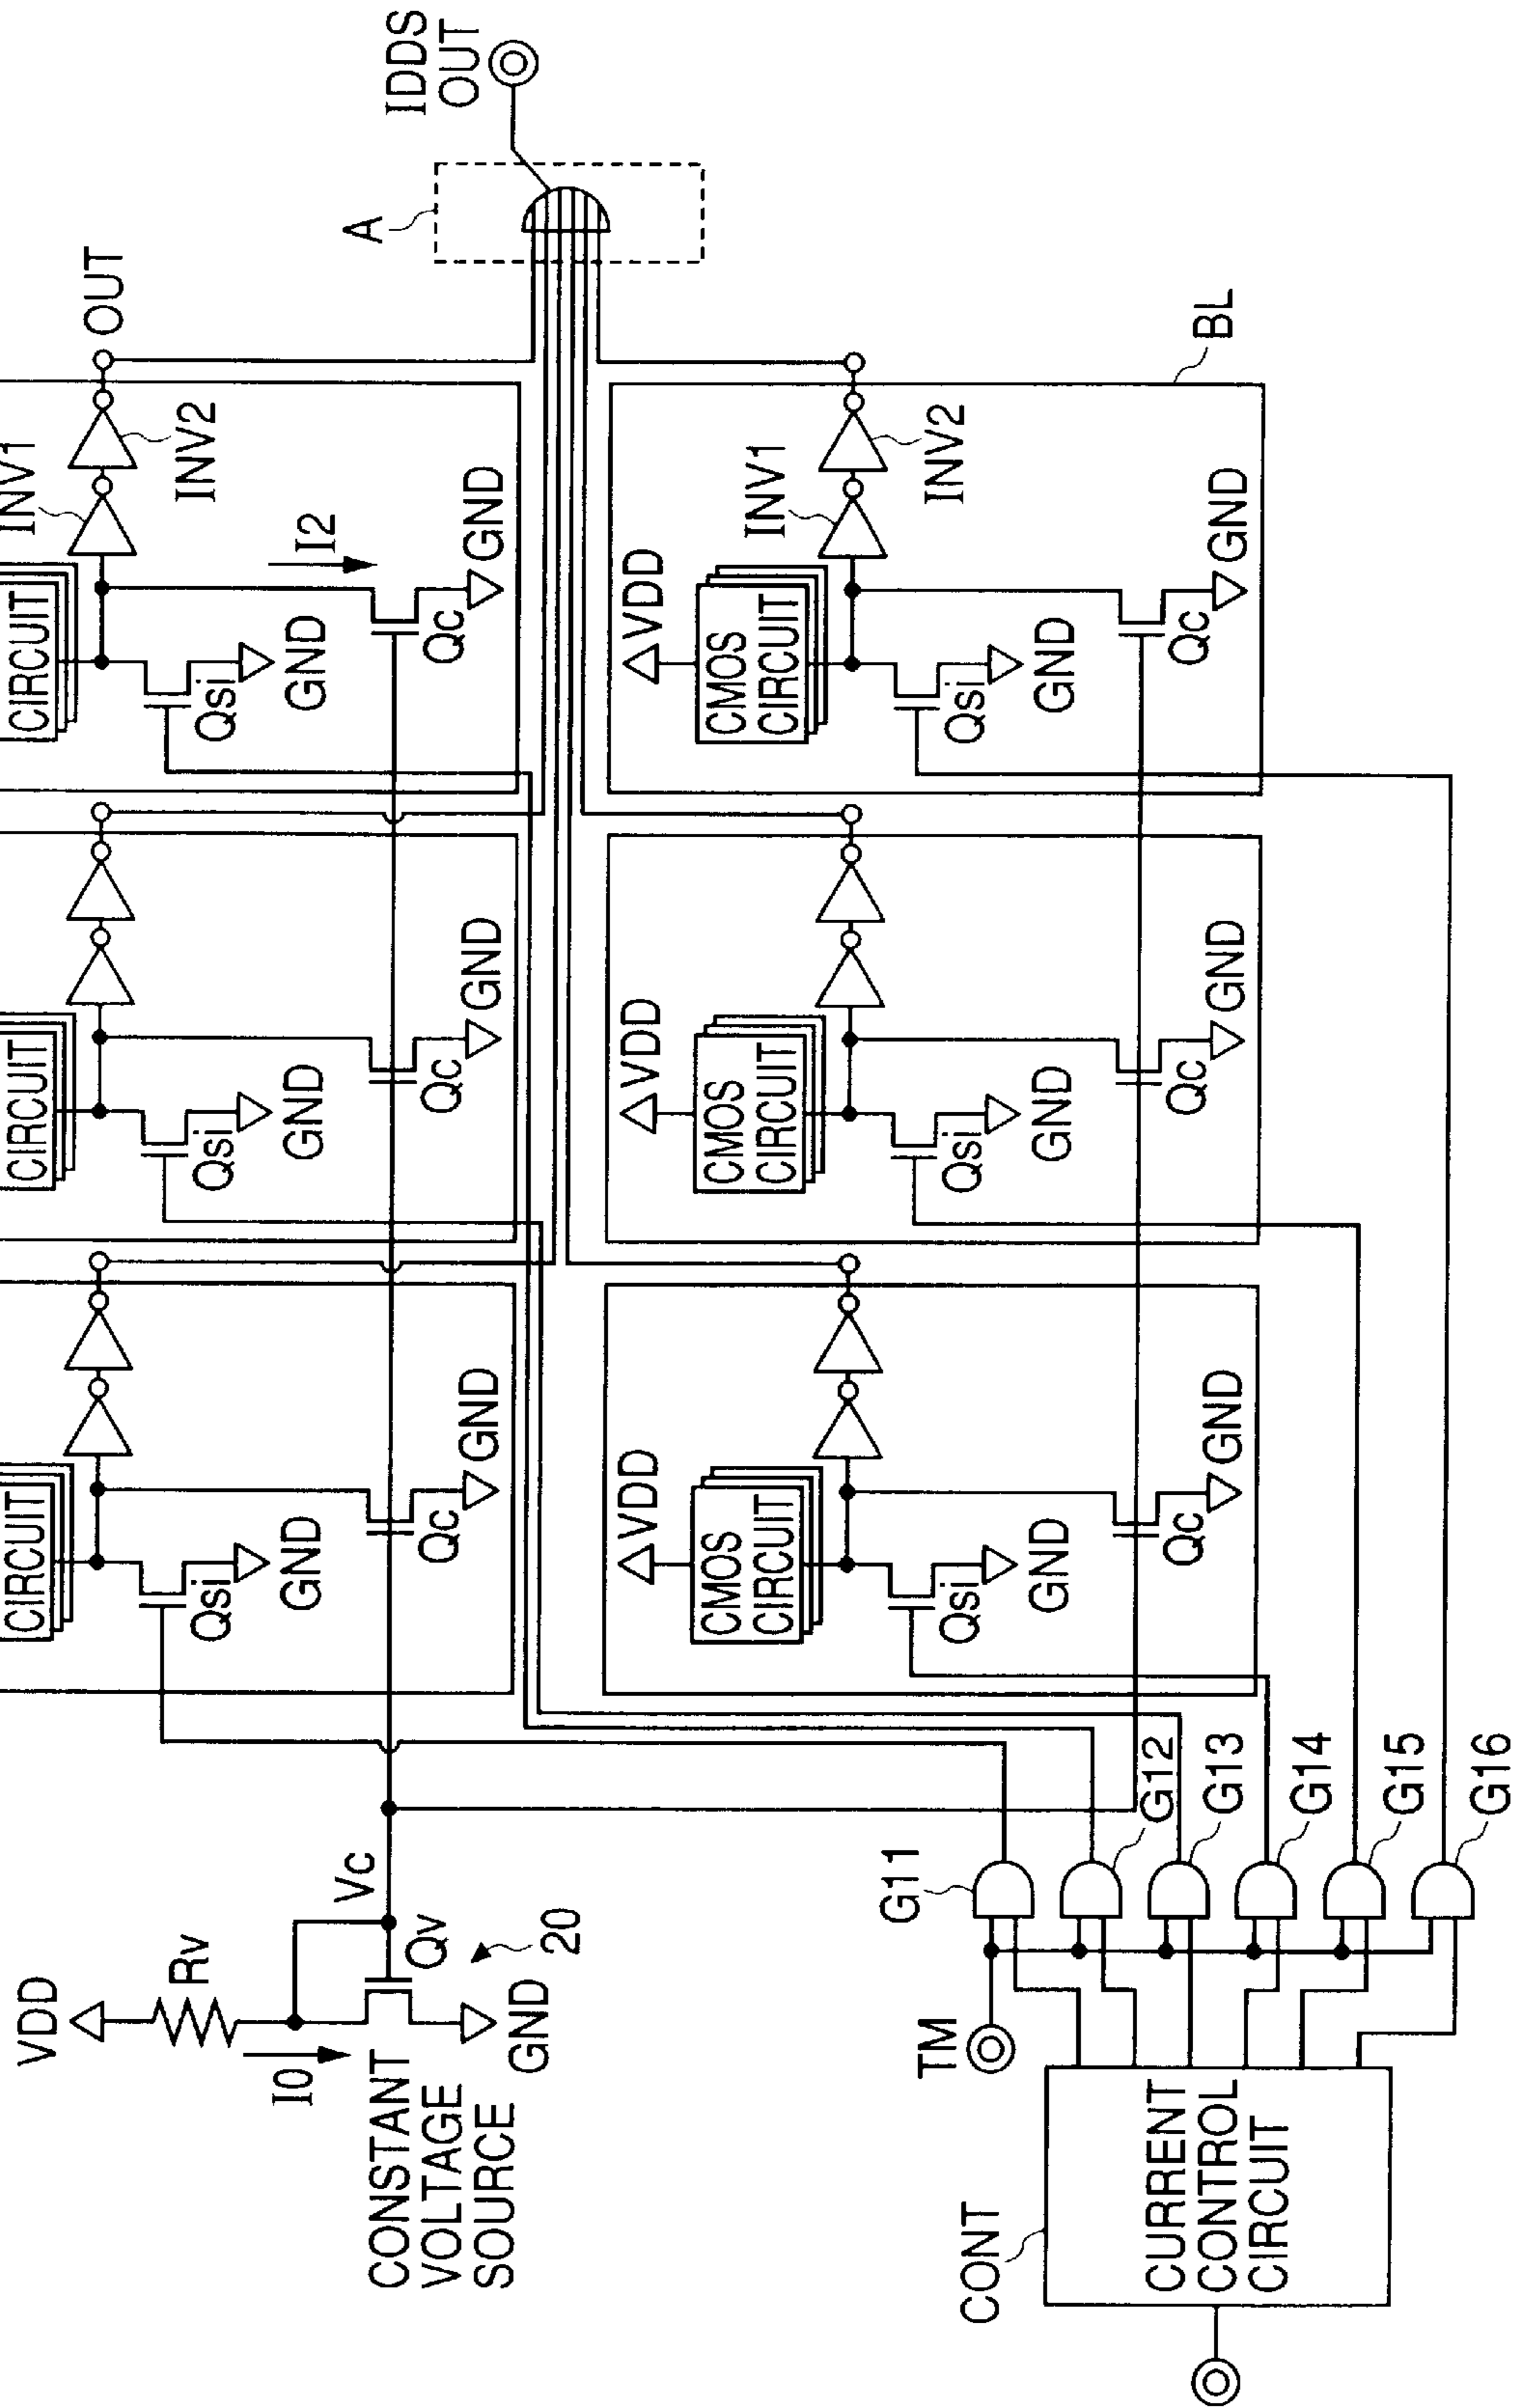 VDD
Rv
I0
CONSTANT
VOLTAGE
SOURCE
GND
Qv
20
Vc
CIRCUIT
Qsi
GND
Qc
GND
CIRCUIT
Qsi
GND
Qc
GND
CIRCUIT
INV1
INV2
OUT
Qsi
GND
I2
Qc
GND
IDDS
OUT
A
VDD
CMOS
CIRCUIT
Qsi
GND
Qc
GND
VDD
CMOS
CIRCUIT
Qsi
GND
Qc
GND
VDD
CMOS
CIRCUIT
INV1
INV2
Qsi
GND
Qc
GND
BL
TM
G11
G12
G13
G14
G15
G16
CONT
CURRENT
CONTROL
CIRCUIT